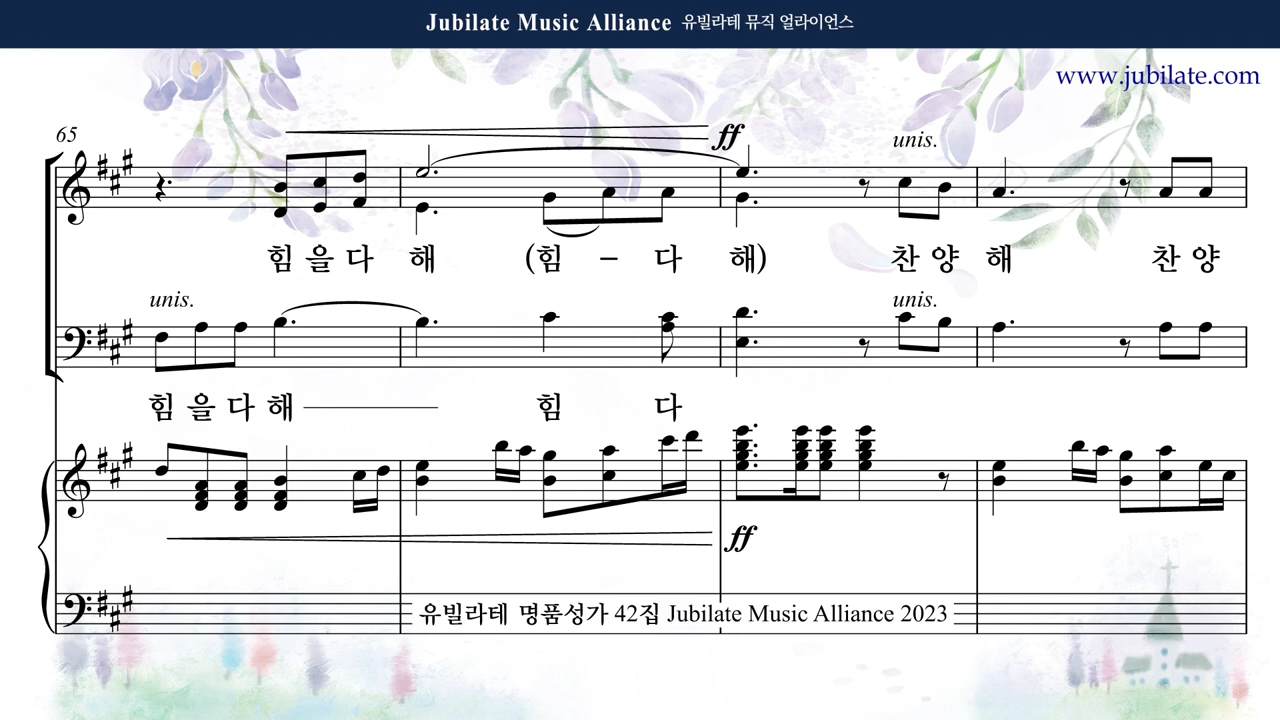 Jubilate Music Alliance 유빌라테 뮤직 얼라이언스
www.jubilate.com
65
ff
unis.
힘 을 다 해 (힘 – 다 해) 찬 양 해 찬 양
unis.
unis.
힘 을 다 해 힘 다
ff
유빌라테 명품성가 42집 Jubilate Music Alliance 2023